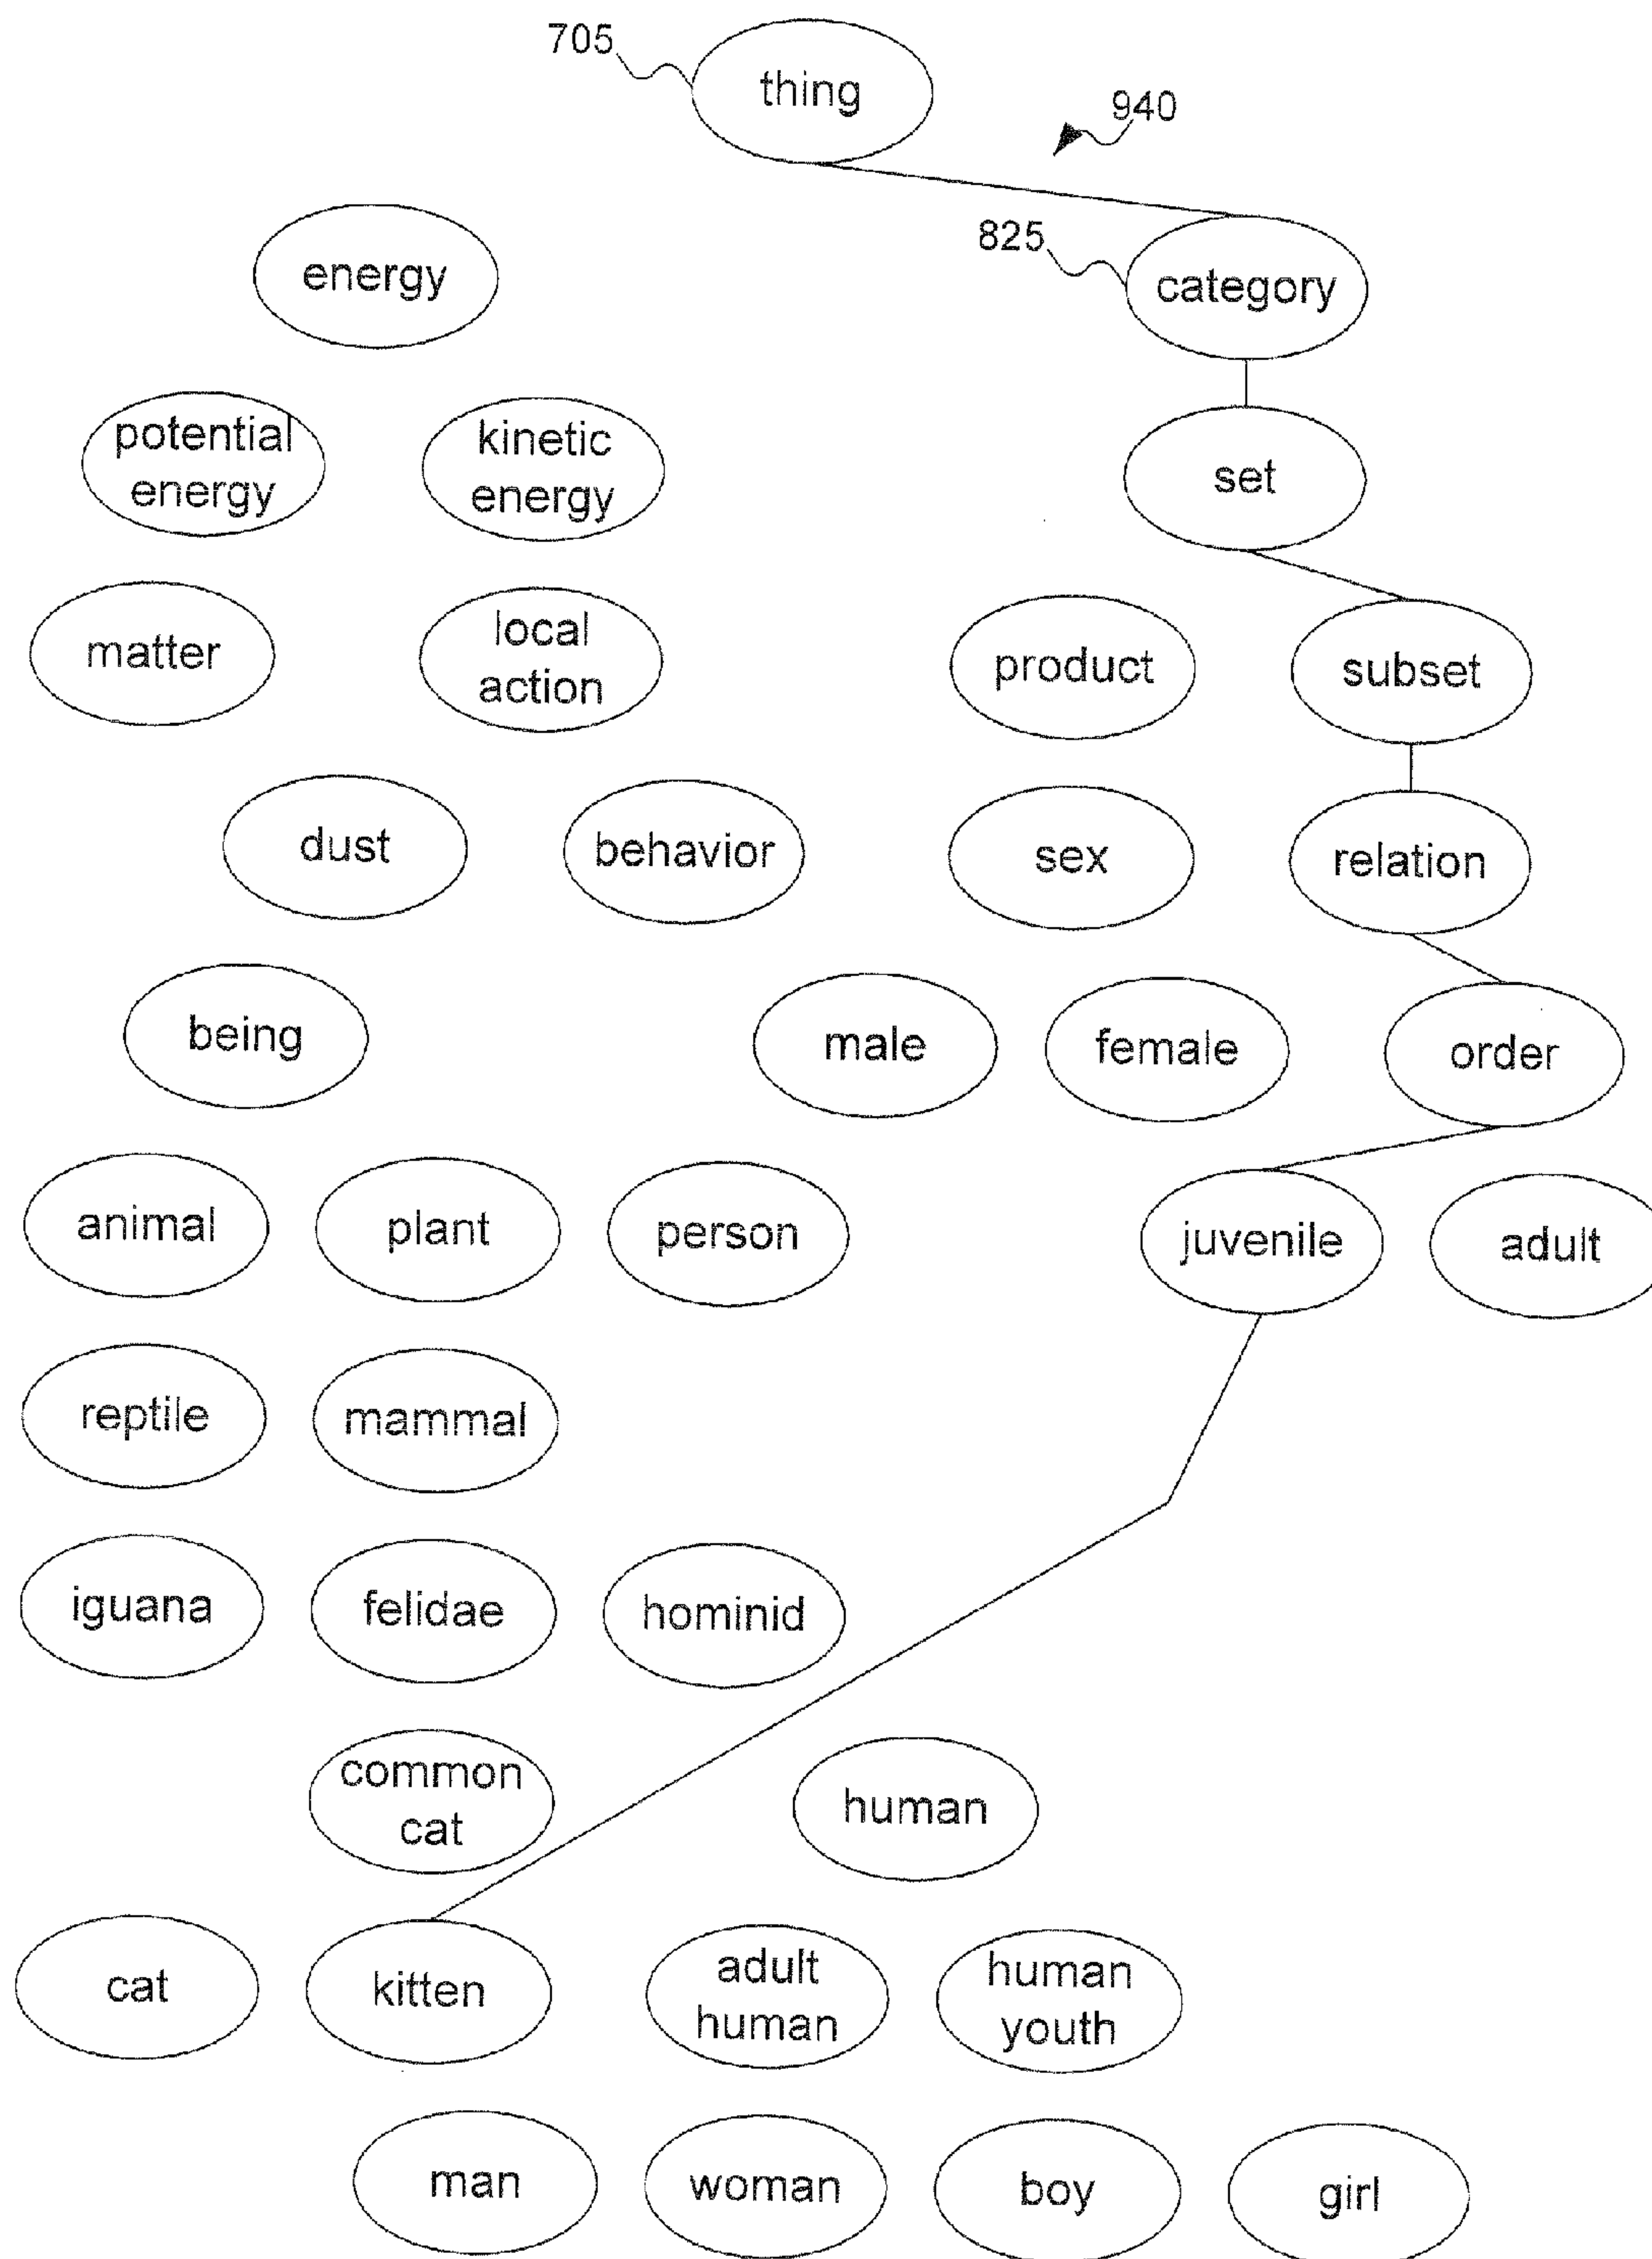 705
thing
940
825
energy
category
potential
energy
kinetic
energy
set
matter
local
action
product
subset
dust
behavior
sex
relation
being
male
female
order
animal
plant
person
juvenile
adult
reptile
mammal
iguana
felidae
hominid
common
cat
human
cat
kitten
adult
human
human
youth
man
woman
boy
girl